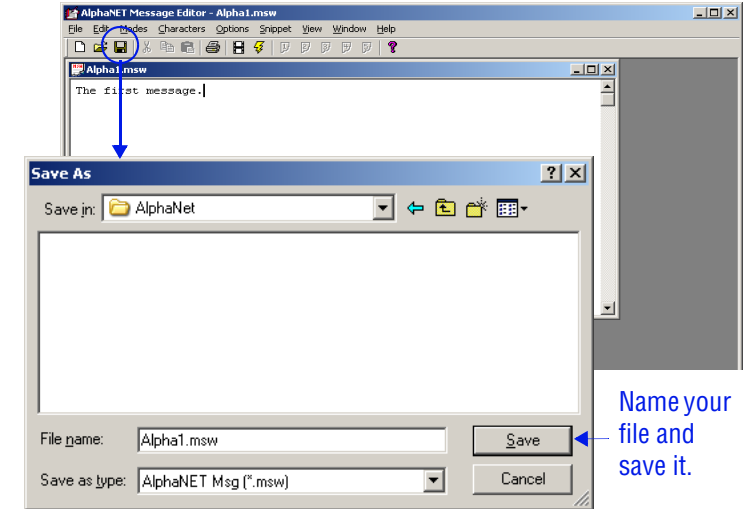 AlphaNET Message Editor - Alpha1.msw
File Edit Modes Characters Options Snippet View Window Help
Alpha1.msw
The first message.
Save As
Save in: AlphaNet
File name: Alpha1.msw
Save
Save as type: AlphaNET Msg (*.msw)
Cancel
Name your
file and
save it.